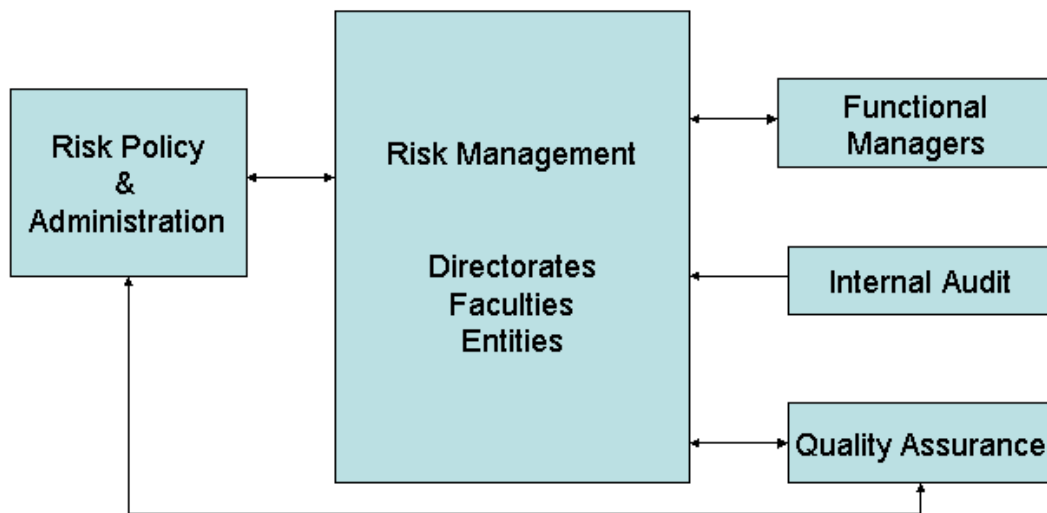 Risk Policy
&
Administration
Risk Management
Directorates
Faculties
Entities
Functional
Managers
Internal Audit
Quality Assurance